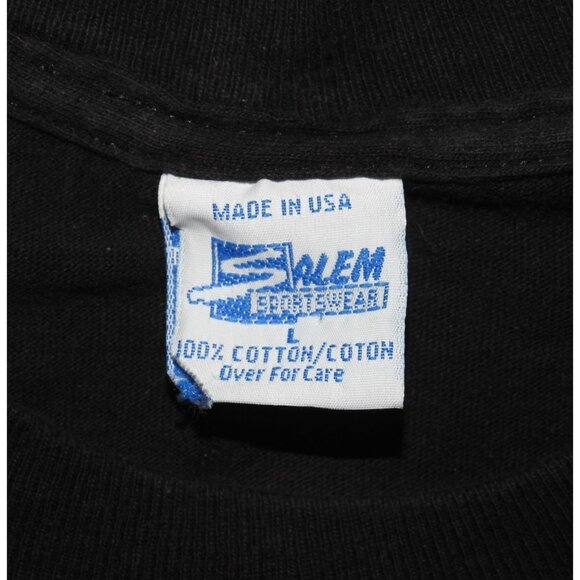 MADE IN USA
SALEM
SPORTSWEAR
L
100% COTTON/COTON
Over For Care